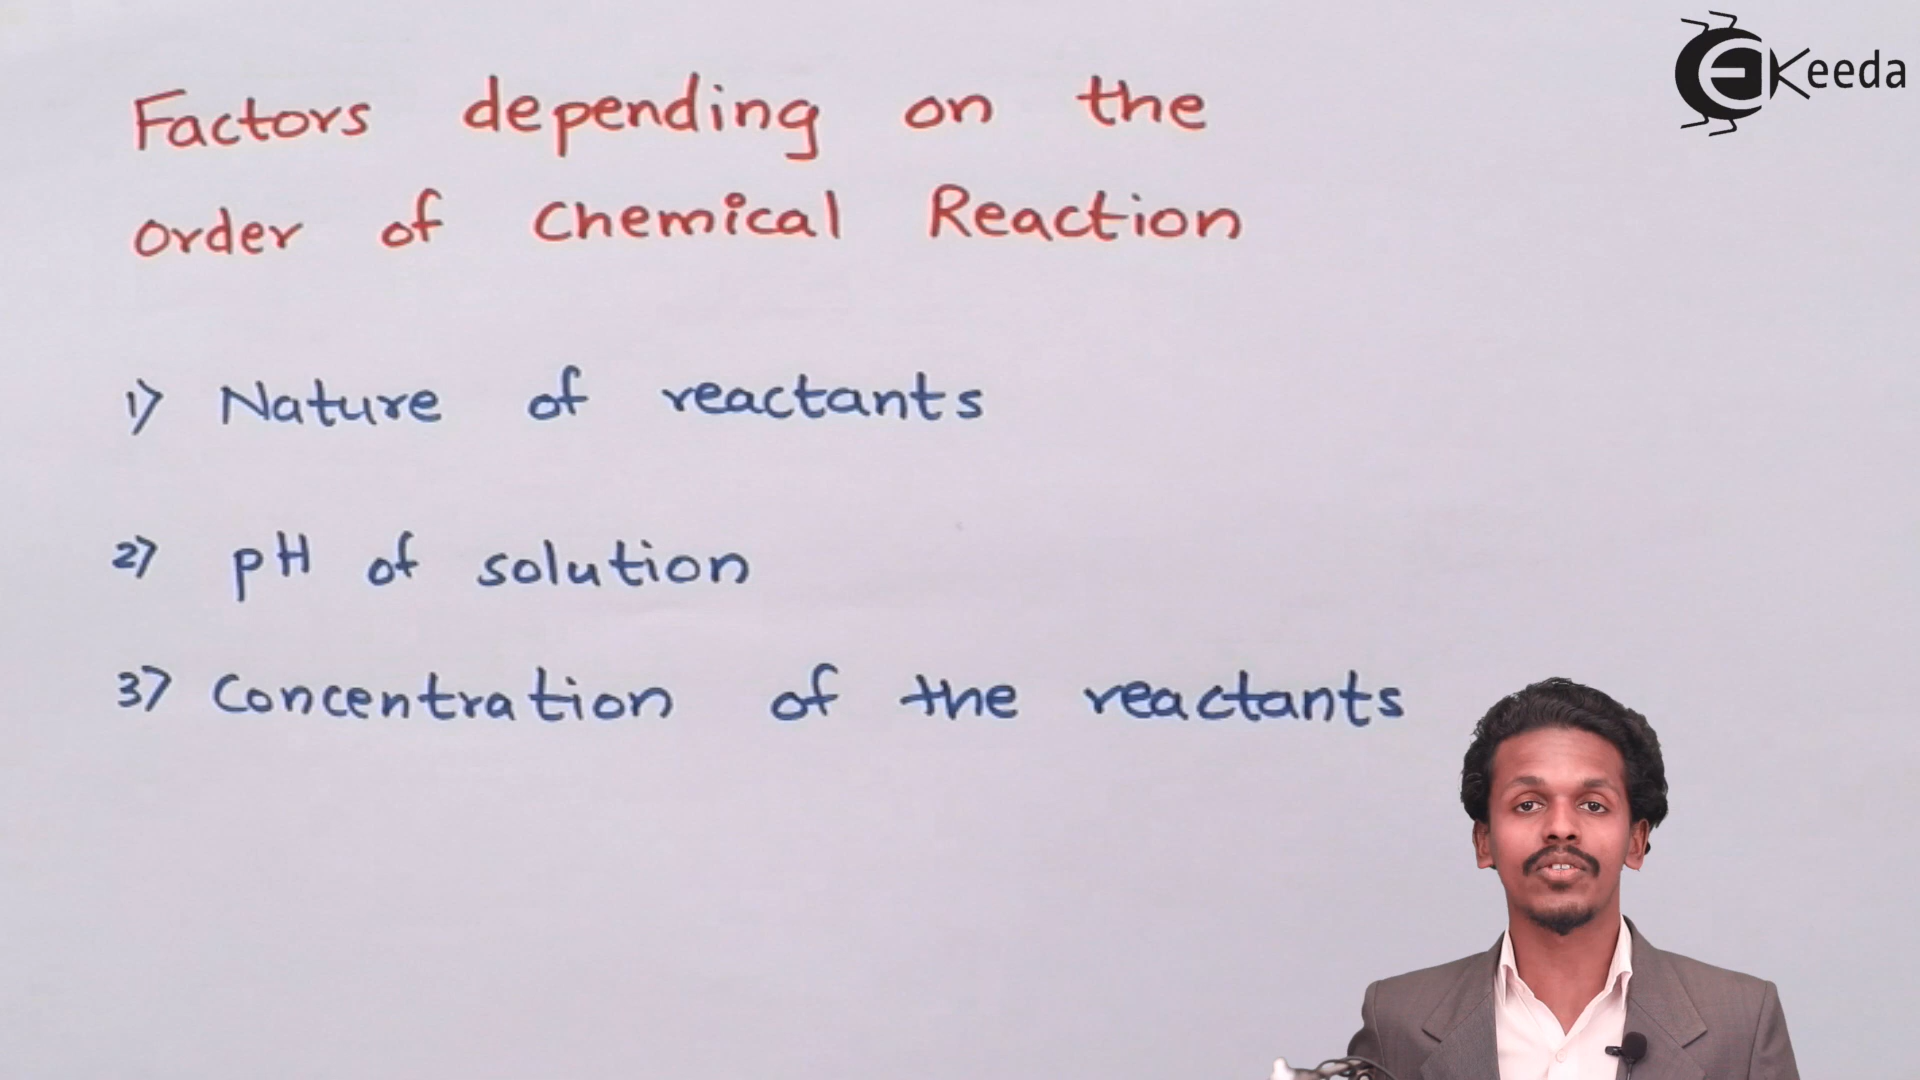 EKeeda
Factors depending on the
order of Chemical Reaction
1) Nature of reactants
2) pH of solution
3) Concentration of the reactants